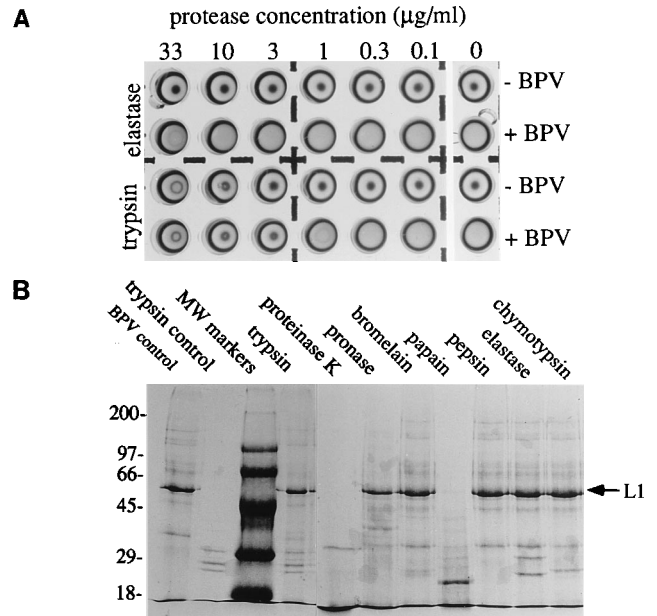 A
protease concentration (μg/ml)
33 10 3 1 0.3 0.1 0
elastase
- BPV
+ BPV
trypsin
- BPV
+ BPV
B
BPV control
trypsin control
MW markers
trypsin
proteinase K
pronase
bromelain
papain
pepsin
elastase
chymotypsin
200-
97-
66-
45-
29-
18-
L1